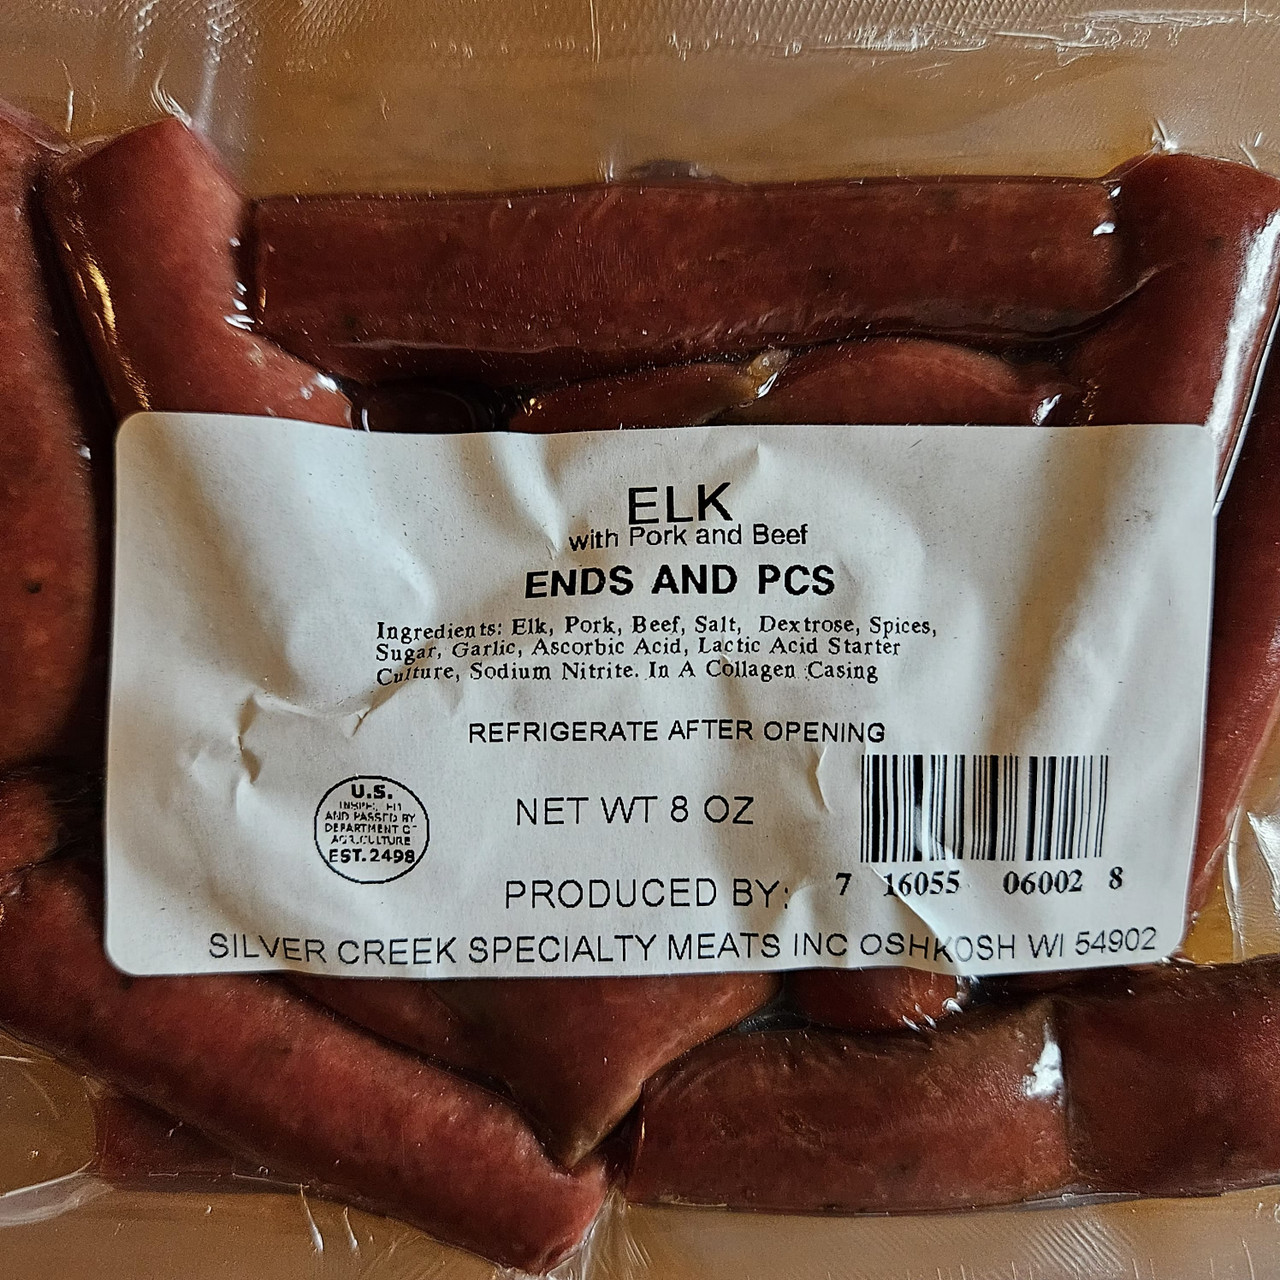 ELK
with Pork and Beef
ENDS AND PCS
Ingredients: Elk, Pork, Beef, Salt, Dextrose, Spices,
Sugar, Garlic, Ascorbic Acid, Lactic Acid Starter
Culture, Sodium Nitrite. In A Collagen Casing
REFRIGERATE AFTER OPENING
U.S.
AND PASSED BY
DEPARTMENT
AGRICULTURE
EST. 2498
NET WT 8 OZ
7 16055 06002 8
PRODUCED BY:
SILVER CREEK SPECIALTY MEATS INC OSHKOSH WI 54902